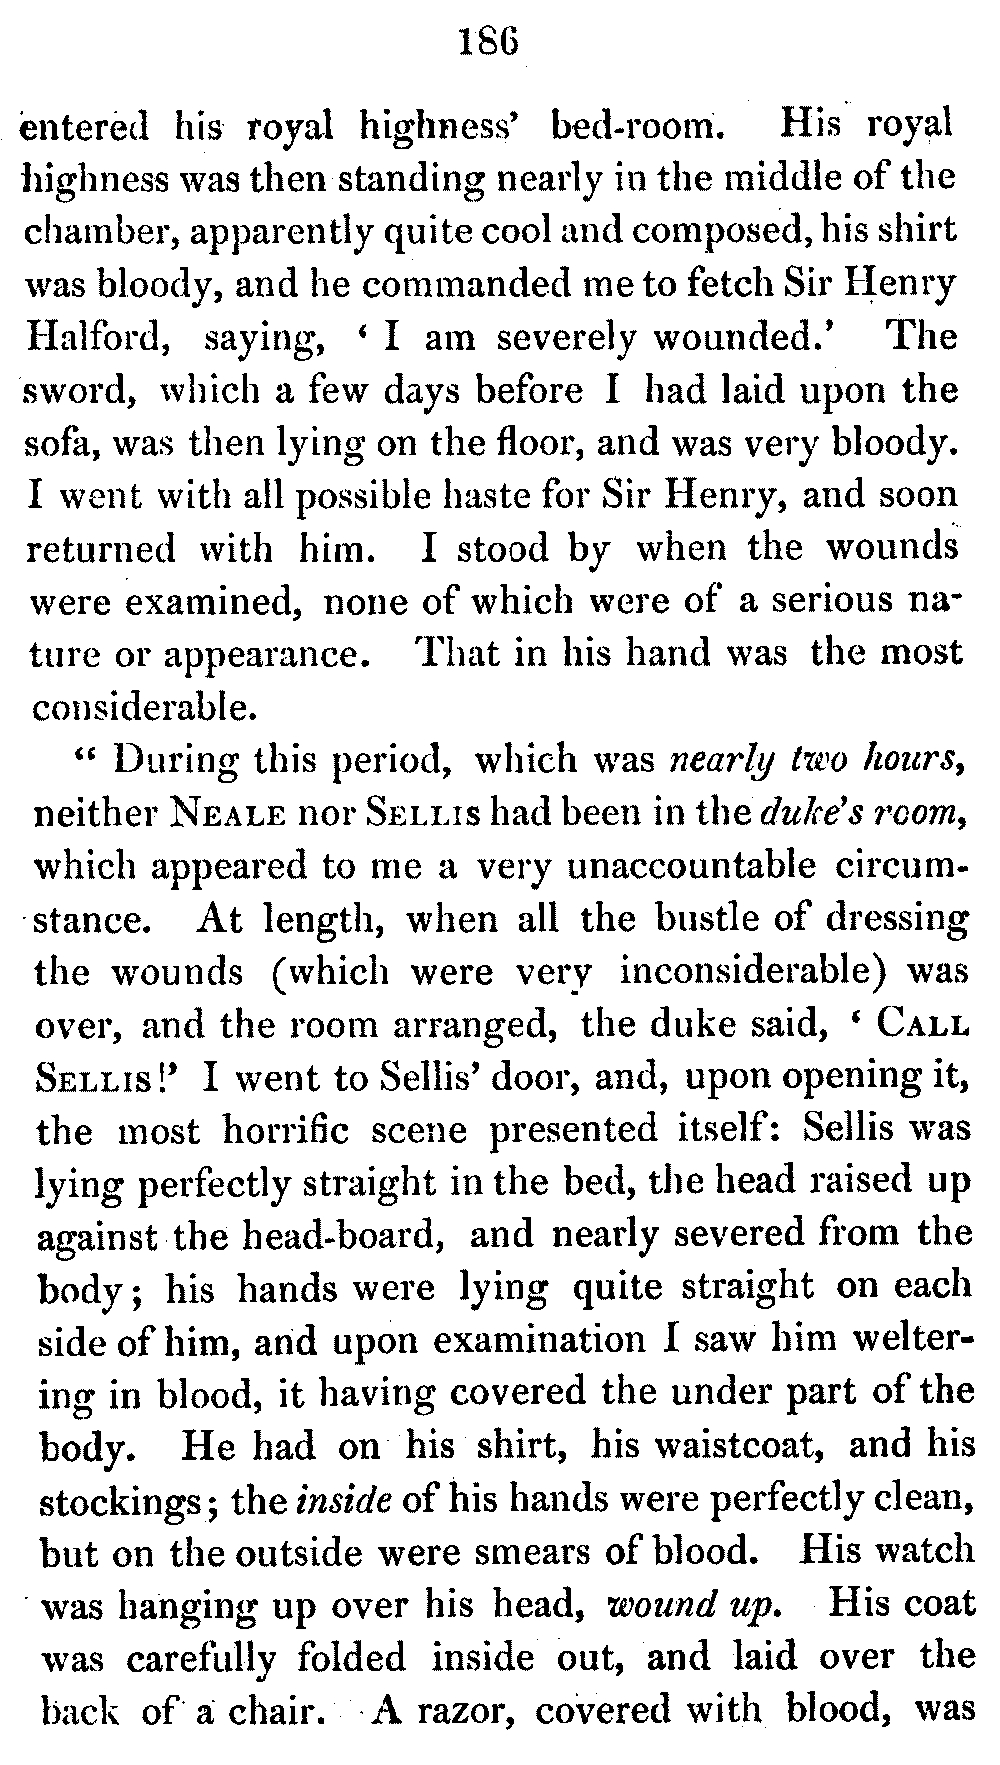 186
entered his royal highness' bed-room. His royal
highness was then standing nearly in the middle of the
chamber, apparently quite cool and composed, his shirt
was bloody, and he commanded me to fetch Sir Henry
Halford, saying, ‘ I am severely wounded.’ The
sword, which a few days before I had laid upon the
sofa, was then lying on the floor, and was very bloody.
I went with all possible haste for Sir Henry, and soon
returned with him. I stood by when the wounds
were examined, none of which were of a serious na-
ture or appearance. That in his hand was the most
considerable.
“ During this period, which was nearly two hours,
neither NEALE nor SELLIS had been in the duke's room,
which appeared to me a very unaccountable circum-
stance. At length, when all the bustle of dressing
the wounds (which were very inconsiderable) was
over, and the room arranged, the duke said, ‘ CALL
SELLIS!’ I went to Sellis’ door, and, upon opening it,
the most horrific scene presented itself: Sellis was
lying perfectly straight in the bed, the head raised up
against the head-board, and nearly severed from the
body; his hands were lying quite straight on each
side of him, and upon examination I saw him welter-
ing in blood, it having covered the under part of the
body. He had on his shirt, his waistcoat, and his
stockings; the inside of his hands were perfectly clean,
but on the outside were smears of blood. His watch
was hanging up over his head, wound up. His coat
was carefully folded inside out, and laid over the
back of a chair. A razor, covered with blood, was